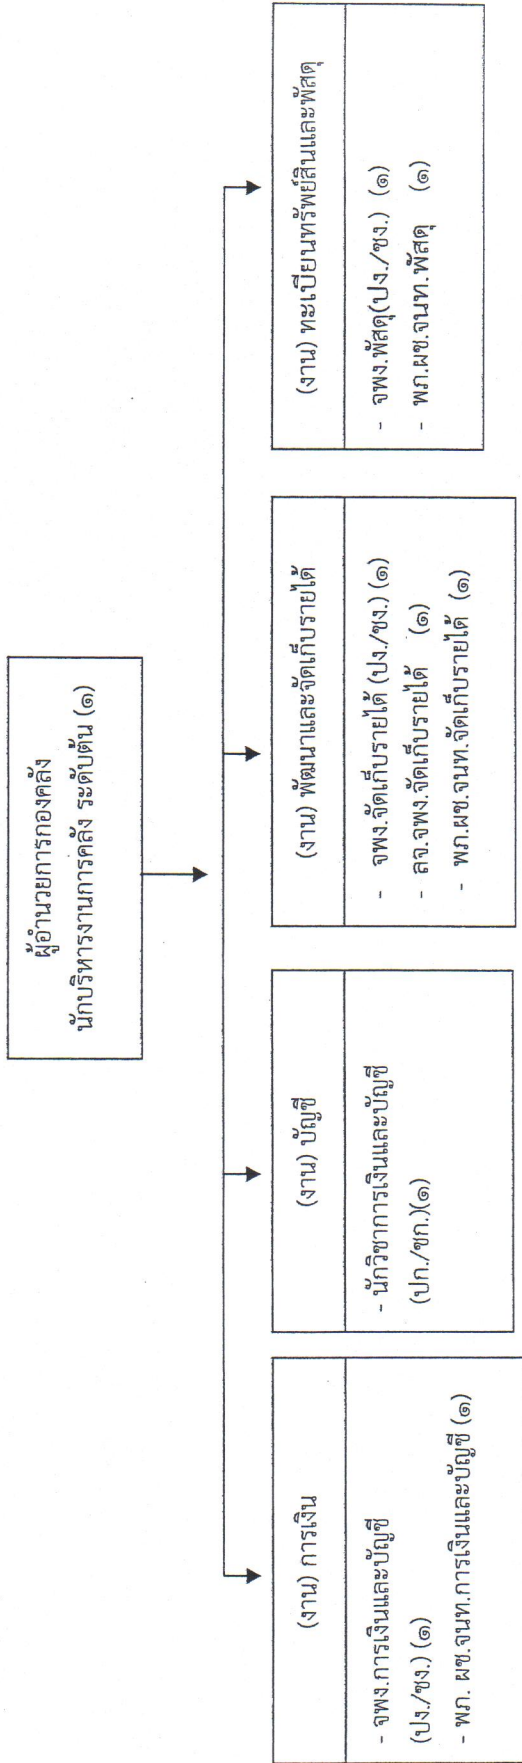 ผู้อำนวยการกองคลัง
นักบริหารงานการคลัง ระดับต้น (๑)
(งาน) การเงิน
- จพง.การเงินและบัญชี
(ปง./ชง.) (๑)
- พภ. ผช.จนท.การเงินและบัญชี (๑)
(งาน) บัญชี
- นักวิชาการเงินและบัญชี
(ปก./ชก.)(๑)
(งาน) พัฒนาและจัดเก็บรายได้
- จพง.จัดเก็บรายได้ (ปง./ชง.) (๑)
- ลจ.จพง.จัดเก็บรายได้ (๑)
- พภ.ผช.จนท.จัดเก็บรายได้ (๑)
(งาน) ทะเบียนทรัพย์สินและพัสดุ
- จพง.พัสดุ(ปง./ชง.) (๑)
- พภ.ผช.จนท.พัสดุ (๑)